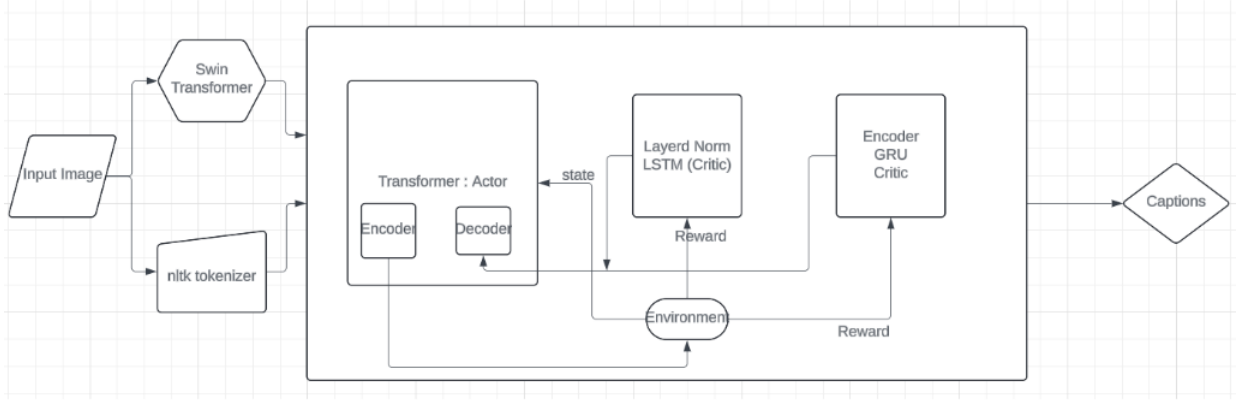 Swin
Transformer
Input Image
nltk tokenizer
Transformer : Actor
Encoder
Decoder
state
Layerd Norm
LSTM (Critic)
Reward
Environment
Encoder
GRU
Critic
Reward
Captions